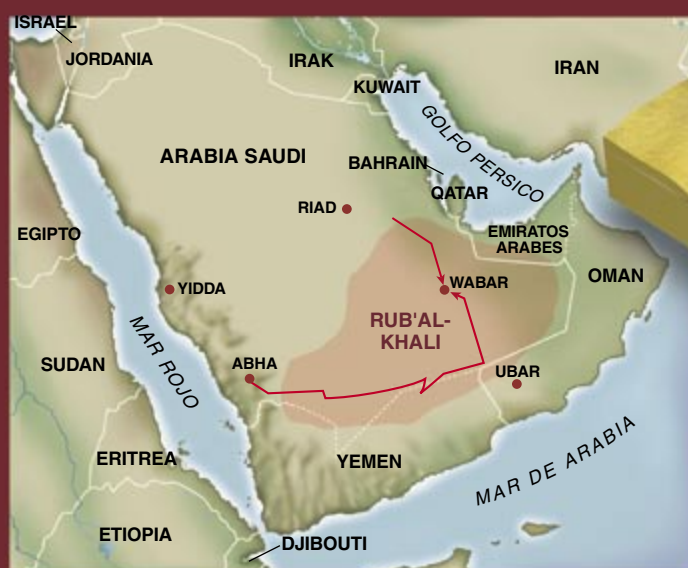 ISRAEL
JORDANIA
IRAK
IRAN
KUWAIT
GOLFO PERSICO
ARABIA SAUDI
BAHRAIN
QATAR
RIAD
EGIPTO
EMIRATOS
ARABES
OMAN
YIDDA
WABAR
MAR ROJO
RUB'AL-
KHALI
SUDAN
ABHA
UBAR
ERITREA
YEMEN
MAR DE ARABIA
ETIOPIA
DJIBOUTI